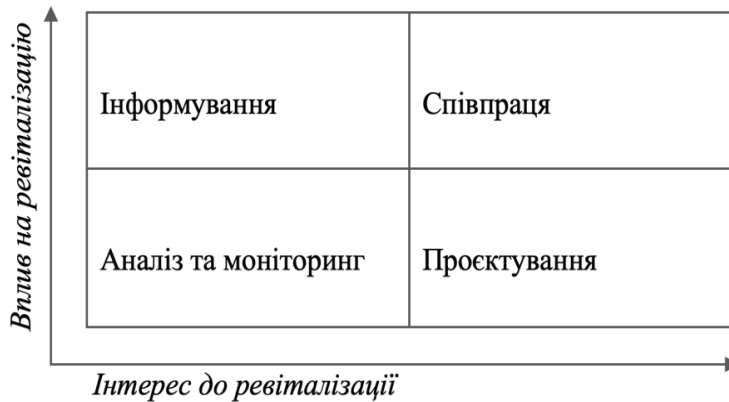 Вплив на ревіталізацію
Інформування
Співпраця
Аналіз та моніторинг
Проєктування
Інтерес до ревіталізації